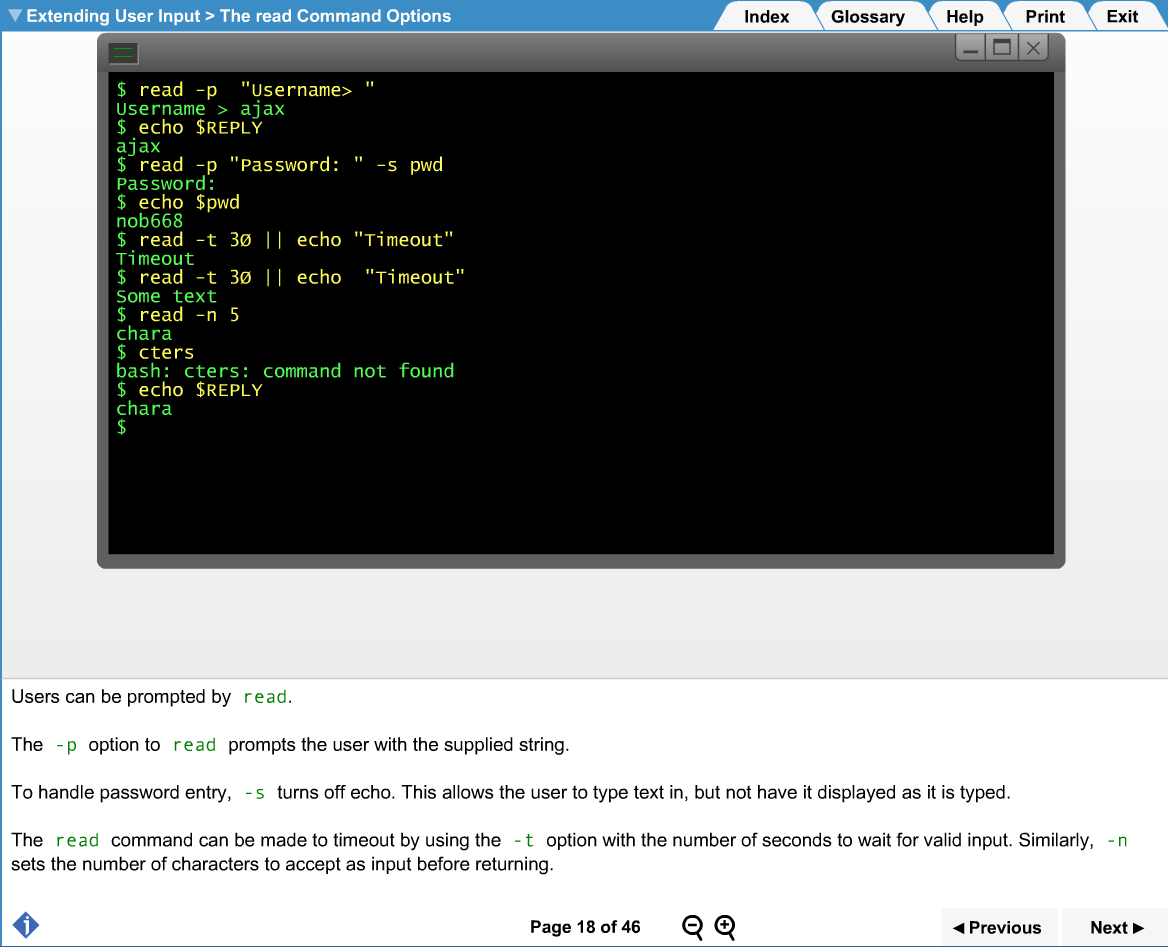 Extending User Input > The read Command Options
Index Glossary Help Print Exit
$ read -p  "Username> "
Username > ajax
$ echo $REPLY
ajax
$ read -p "Password: " -s pwd
Password:
$ echo $pwd
nob668
$ read -t 30 || echo "Timeout"
Timeout
$ read -t 30 || echo  "Timeout"
Some text
$ read -n 5
chara
$ cters
bash: cters: command not found
$ echo $REPLY
chara
$
Users can be prompted by read.
The -p option to read prompts the user with the supplied string.
To handle password entry, -s turns off echo. This allows the user to type text in, but not have it displayed as it is typed.
The read command can be made to timeout by using the -t option with the number of seconds to wait for valid input. Similarly, -n
sets the number of characters to accept as input before returning.
i
Page 18 of 46
◀ Previous
Next ▶